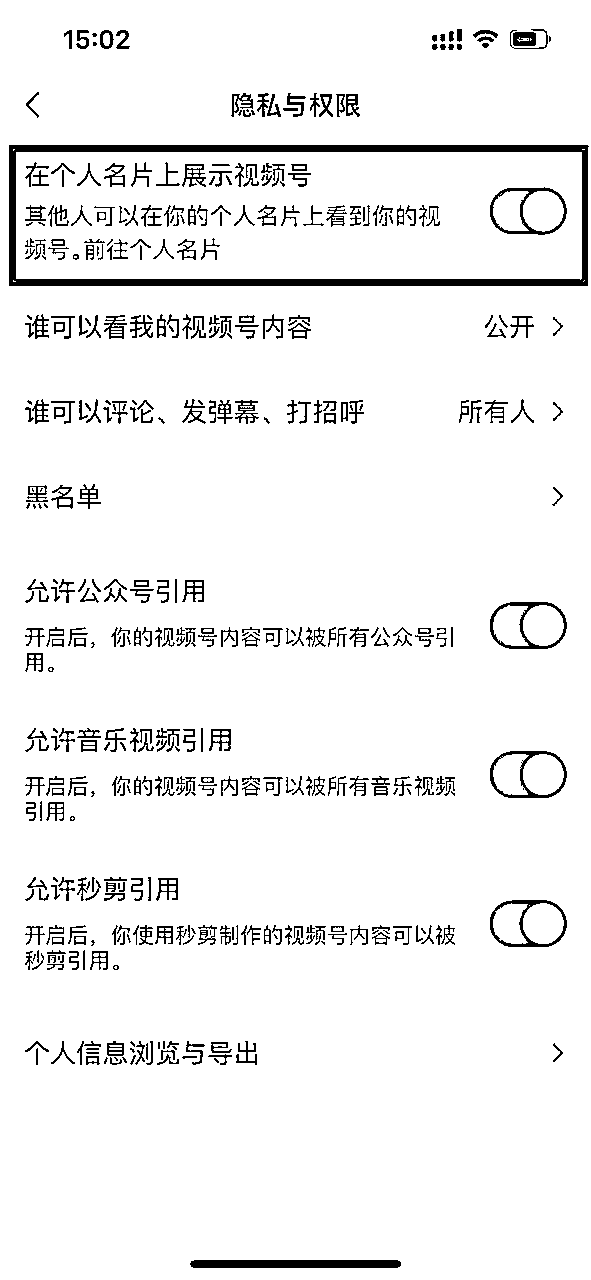 15:02
隐私与权限
在个人名片上展示视频号
其他人可以在你的个人名片上看到你的视
频号。前往个人名片
谁可以看我的视频号内容 公开
谁可以评论、发弹幕、打招呼 所有人
黑名单
允许公众号引用
开启后，你的视频号内容可以被所有公众号引
用。
允许音乐视频引用
开启后，你的视频号内容可以被所有音乐视频
引用。
允许秒剪引用
开启后，你使用秒剪制作的视频号内容可以被
秒剪引用。
个人信息浏览与导出